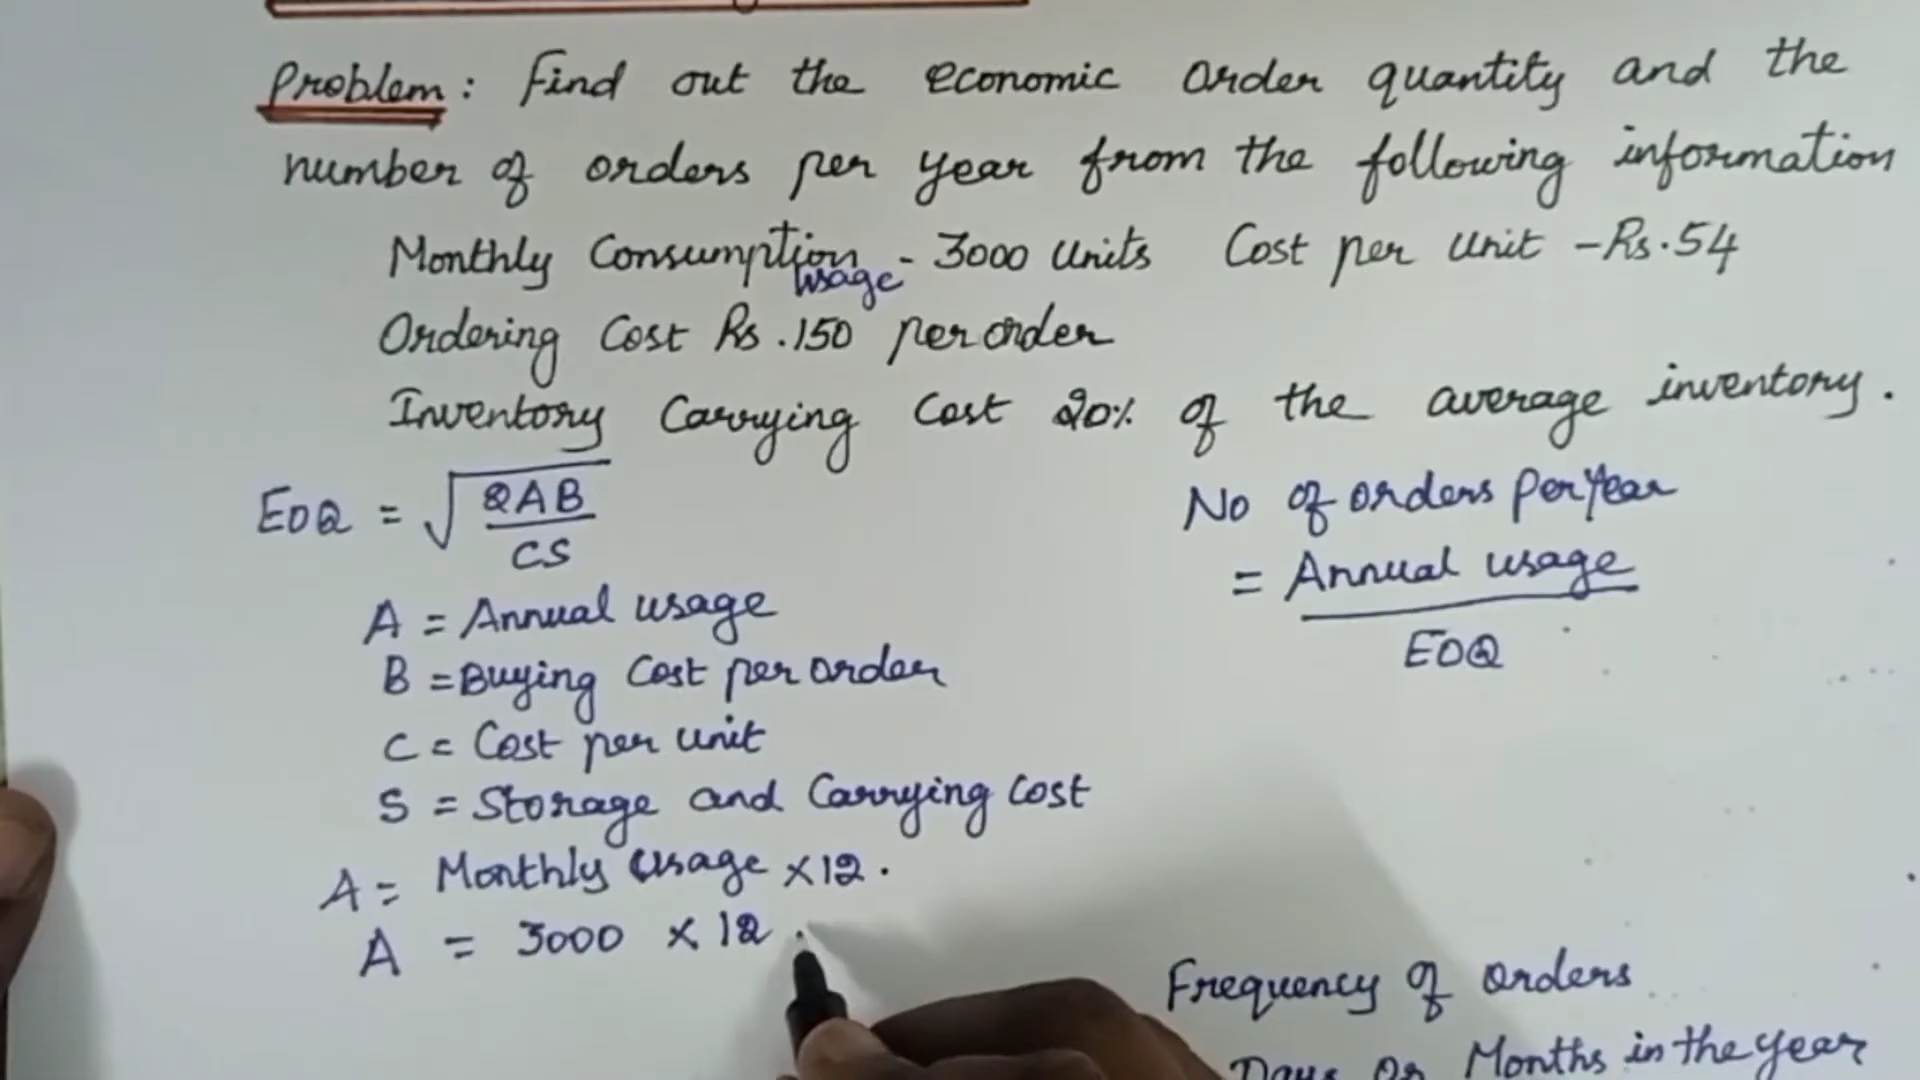 Problem: Find out the economic order quantity and the
number of orders per year from the following information
Monthly Consumption - 3000 Units Cost per unit - Rs.54
usage
Ordering Cost Rs.150 per order
Inventory Carrying Cost 20% of the average inventory.
EOQ = √2AB
CS
A = Annual usage
B = Buying Cost per order
C = Cost per unit
S = Storage and Carrying Cost
A = Monthly usage × 12.
A = 3000 × 12
No of orders Per Year
= Annual usage
EOQ
Frequency of orders
Days or Months in the year